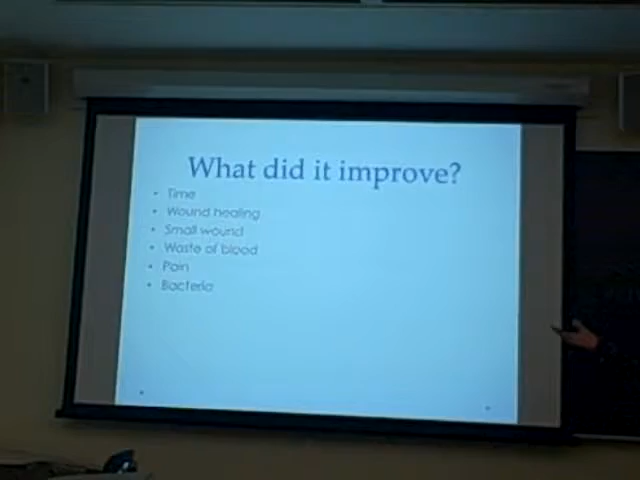 What did it improve?
• Time
• Wound healing
• Small wound
• Waste of blood
• Pain
• Bacteria